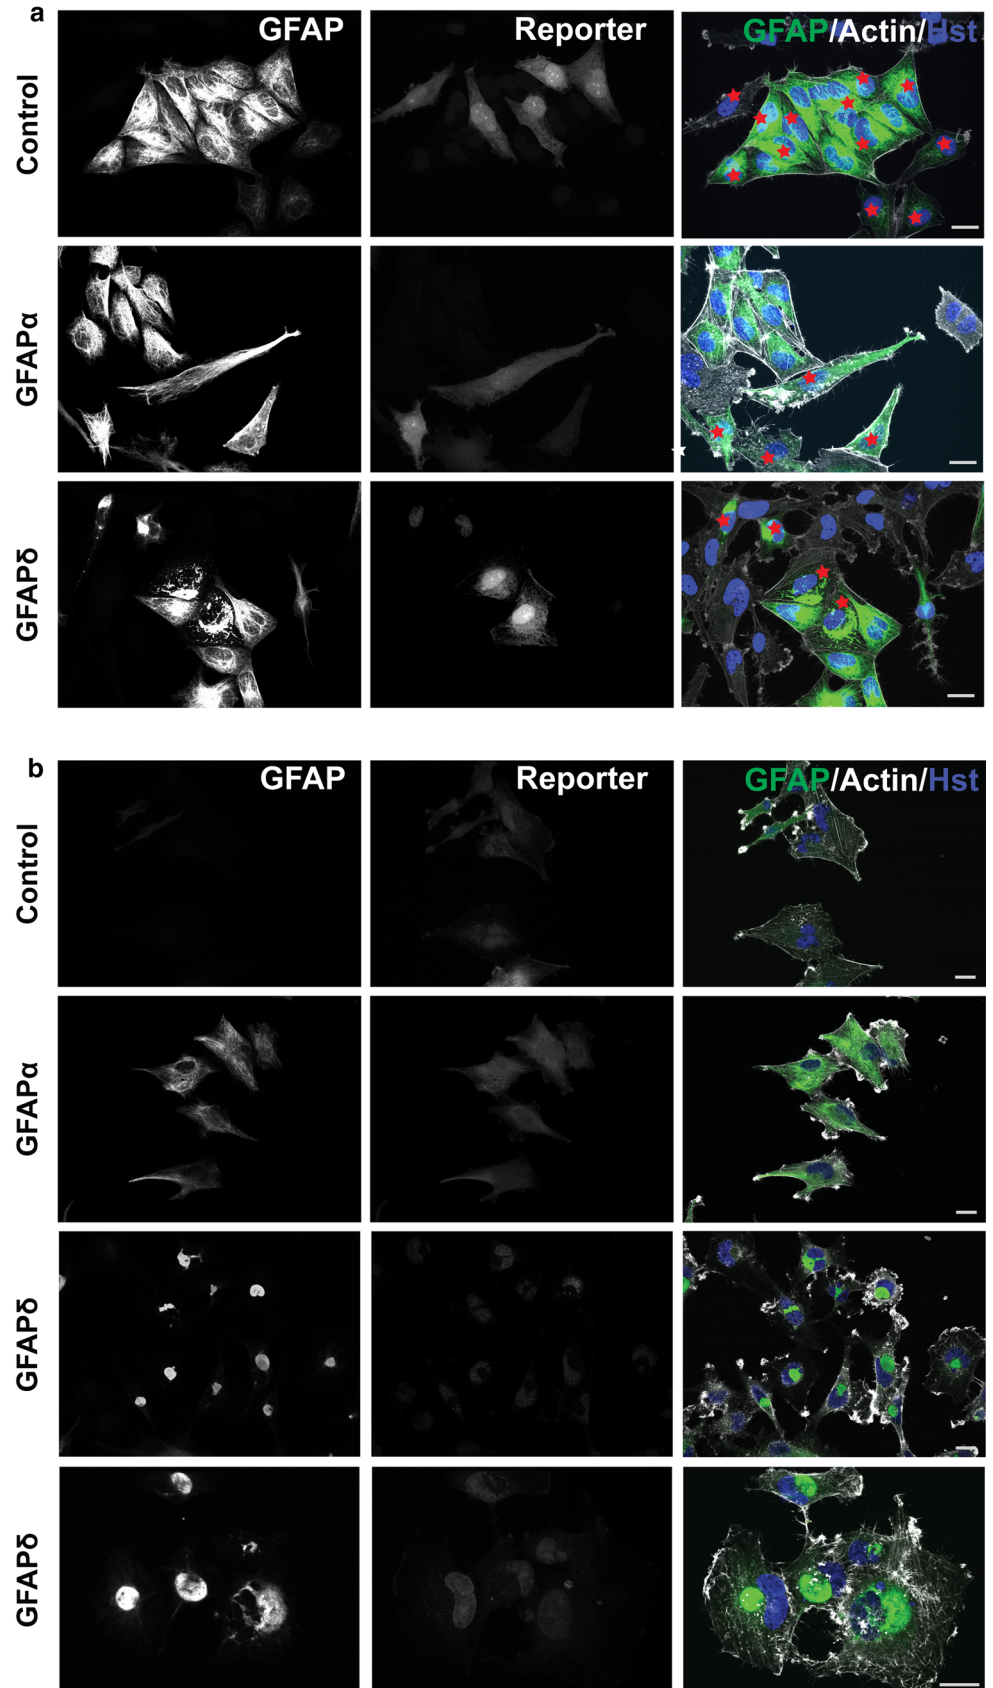 a
GFAP
Reporter
GFAP/Actin/Hst
Control
GFAPα
GFAPδ
b
GFAP
Reporter
GFAP/Actin/Hst
Control
GFAPα
GFAPδ
GFAPδ